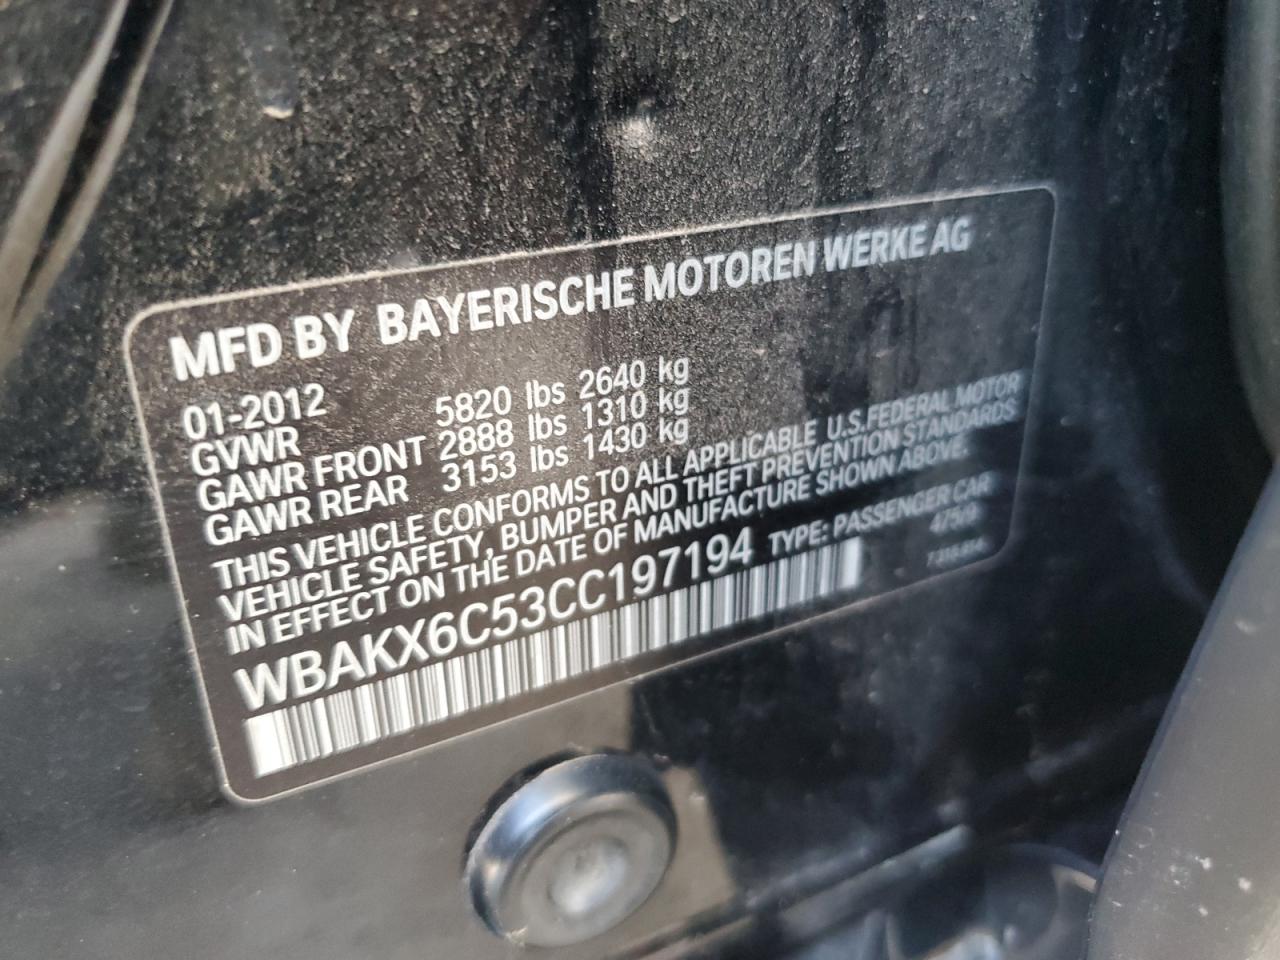 MFD BY BAYERISCHE MOTOREN WERKE AG
01-2012
GVWR 5820 lbs 2640 kg
GAWR FRONT 2888 lbs 1310 kg
GAWR REAR 3153 lbs 1430 kg
THIS VEHICLE CONFORMS TO ALL APPLICABLE U.S.FEDERAL MOTOR
VEHICLE SAFETY, BUMPER AND THEFT PREVENTION STANDARDS
IN EFFECT ON THE DATE OF MANUFACTURE SHOWN ABOVE.
WBAKX6C53CC197194 TYPE: PASSENGER CAR
475/9